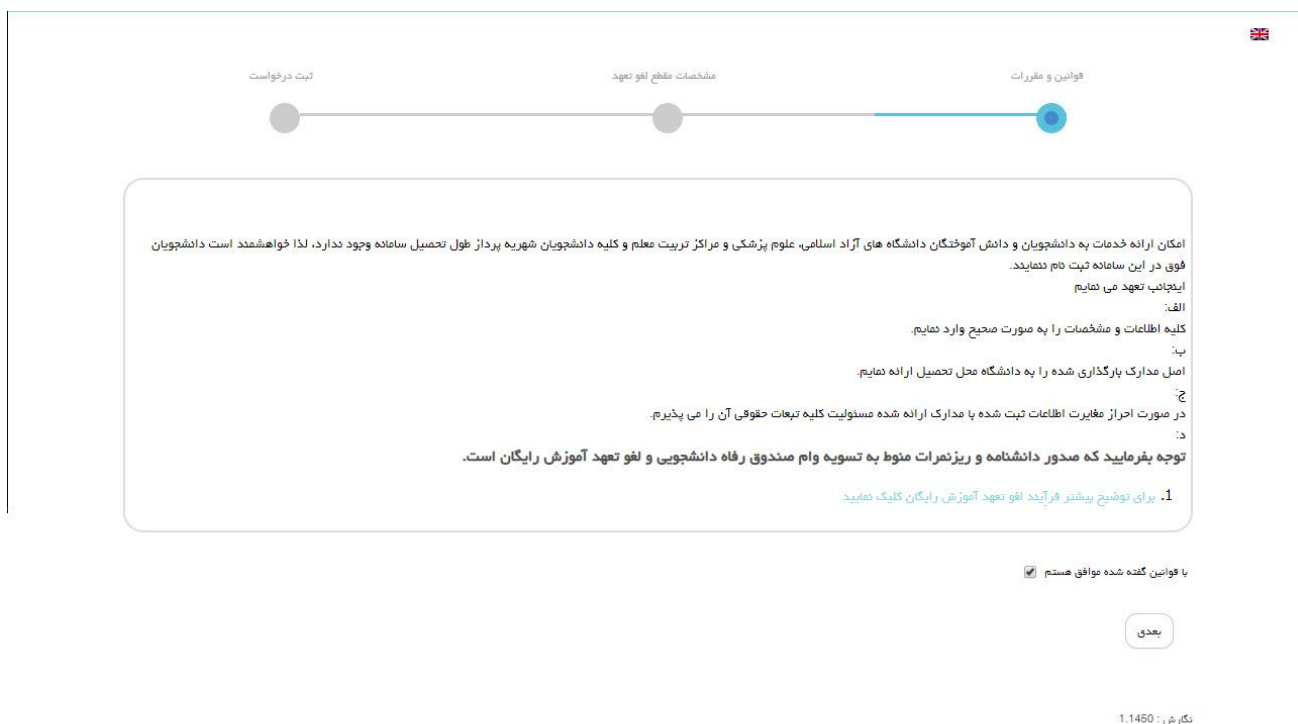 قوانین و مقررات
مشخصات مقطع لغو تعهد
ثبت درخواست
امکان ارائه خدمات به دانشجویان و دانش آموختگان دانشگاه های آزاد اسلامی، علوم پزشکی و مراکز تربیت معلم و کلیه دانشجویان شهریه پرداز طول تحصیل سامانه وجود ندارد، لذا خواهشمند است دانشجویان
فوق در این سامانه ثبت نام ننمایند.
اینجانب تعهد می نمایم
الف:
کلیه اطلاعات و مشخصات را به صورت صحیح وارد نمایم.
ب:
اصل مدارک بارگذاری شده را به دانشگاه محل تحصیل ارائه نمایم.
ج:
در صورت احراز مغایرت اطلاعات ثبت شده با مدارک ارائه شده مسئولیت کلیه تبعات حقوقی آن را می پذیرم.
د:
توجه بفرمایید که صدور دانشنامه و ریزنمرات منوط به تسویه وام صندوق رفاه دانشجویی و لغو تعهد آموزش رایگان است.
1. برای توضیح بیشتر فرآیند لغو تعهد آموزش رایگان کلیک نمایید
با قوانین گفته شده موافق هستم
بعدی
نگارش : 1.1450